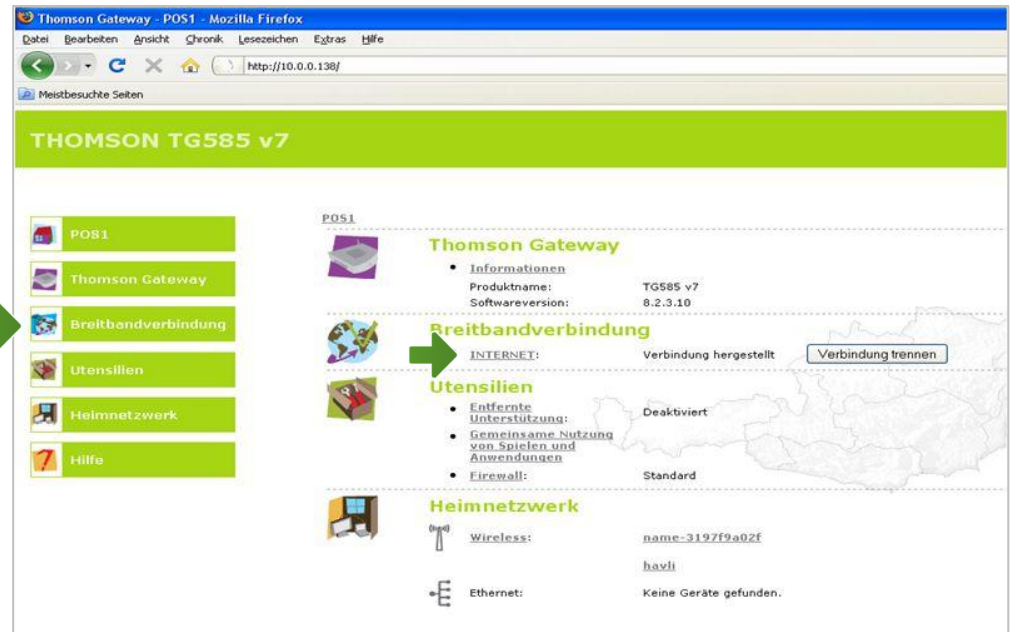 Thomson Gateway - POS1 - Mozilla Firefox
Datei Bearbeiten Ansicht Chronik Lesezeichen Extras Hilfe
http://10.0.0.138/
Meistbesuchte Seiten
THOMSON TG585 v7
POS1
Thomson Gateway
Breitbandverbindung
Utensilien
Heimnetzwerk
Hilfe
POS1
Thomson Gateway
Informationen
Produktname: TG585 v7
Softwareversion: 8.2.3.10
Breitbandverbindung
INTERNET: Verbindung hergestellt Verbindung trennen
Utensilien
Entfernte
Unterstützung: Deaktiviert
Gemeinsame Nutzung
von Spielen und
Anwendungen
Firewall: Standard
Heimnetzwerk
Wireless: name-3197f9a02f
havli
Ethernet: Keine Geräte gefunden.